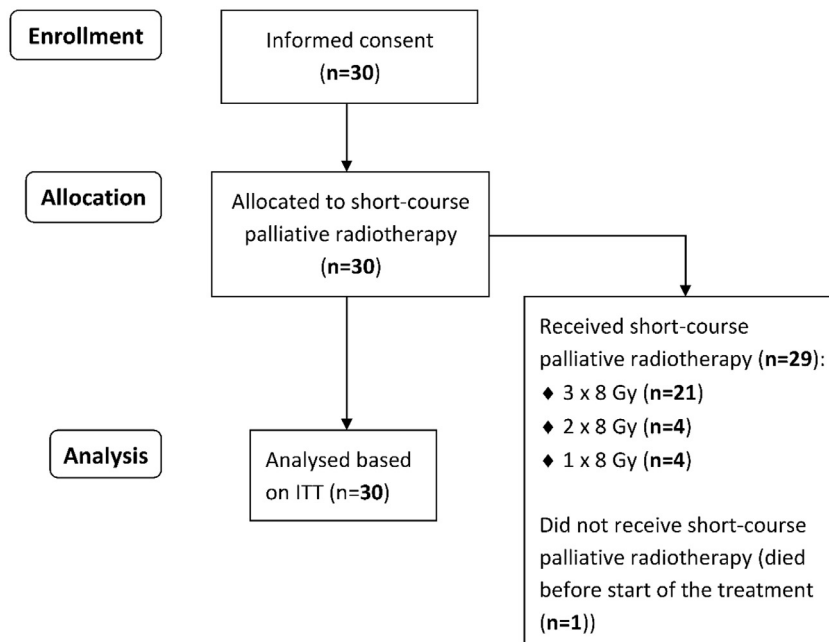 Enrollment
Informed consent
(n=30)
Allocation
Allocated to short-course
palliative radiotherapy
(n=30)
Received short-course
palliative radiotherapy (n=29):
♦ 3 x 8 Gy (n=21)
♦ 2 x 8 Gy (n=4)
♦ 1 x 8 Gy (n=4)
Did not receive short-course
palliative radiotherapy (died
before start of the treatment
(n=1))
Analysis
Analysed based
on ITT (n=30)